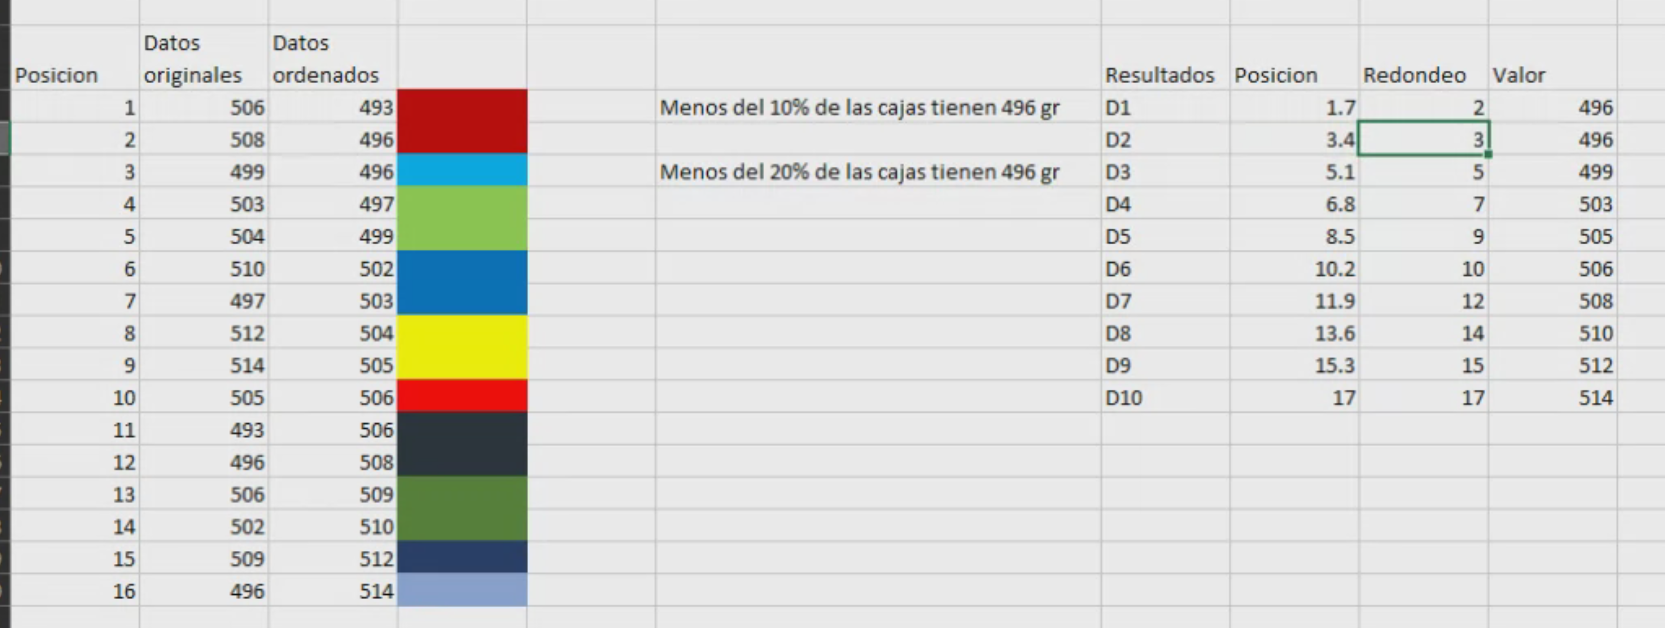 Posicion Datos originales Datos ordenados Resultados Posicion Redondeo Valor
1 506 493 Menos del 10% de las cajas tienen 496 gr D1 1.7 2 496
2 508 496 D2 3.4 3 496
3 499 496 Menos del 20% de las cajas tienen 496 gr D3 5.1 5 499
4 503 497 D4 6.8 7 503
5 504 499 D5 8.5 9 505
6 510 502 D6 10.2 10 506
7 497 503 D7 11.9 12 508
8 512 504 D8 13.6 14 510
9 514 505 D9 15.3 15 512
10 505 506 D10 17 17 514
11 493 506
12 496 508
13 506 509
14 502 510
15 509 512
16 496 514